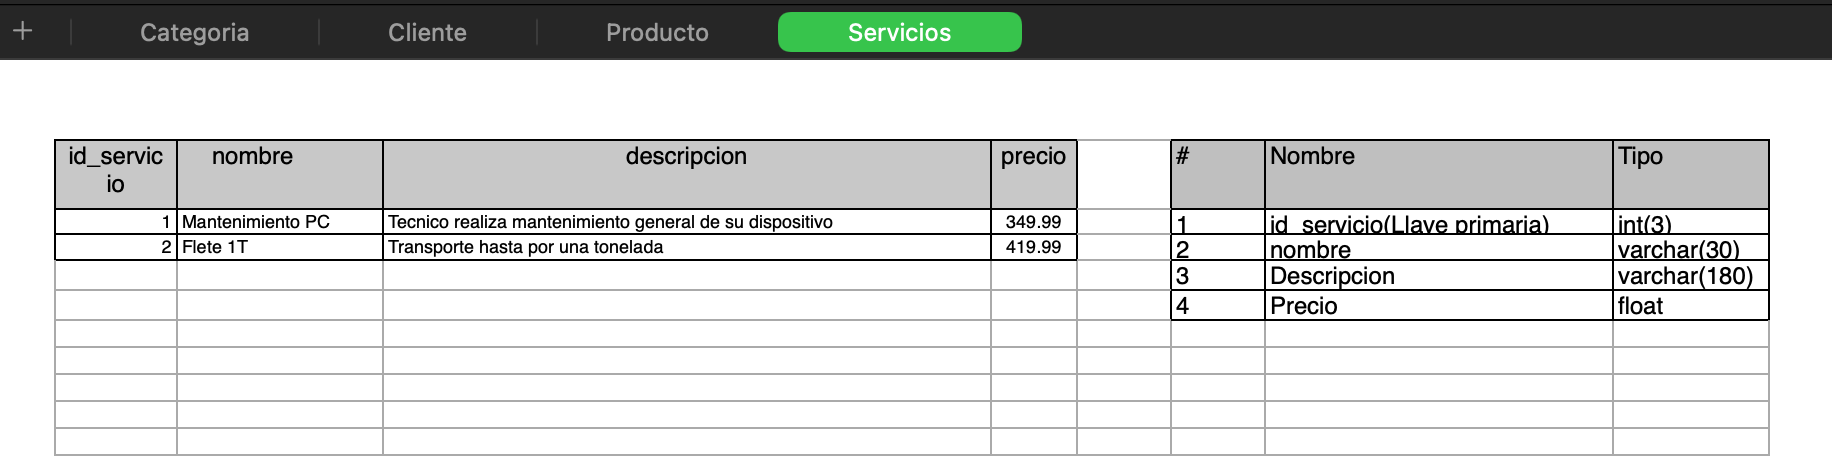 + Categoria Cliente Producto Servicios
id_servic
io
nombre descripcion precio
1 Mantenimiento PC Tecnico realiza mantenimiento general de su dispositivo 349.99
2 Flete 1T Transporte hasta por una tonelada 419.99
# Nombre Tipo
1 id_servicio(Llave primaria) int(3)
2 nombre varchar(30)
3 Descripcion varchar(180)
4 Precio float